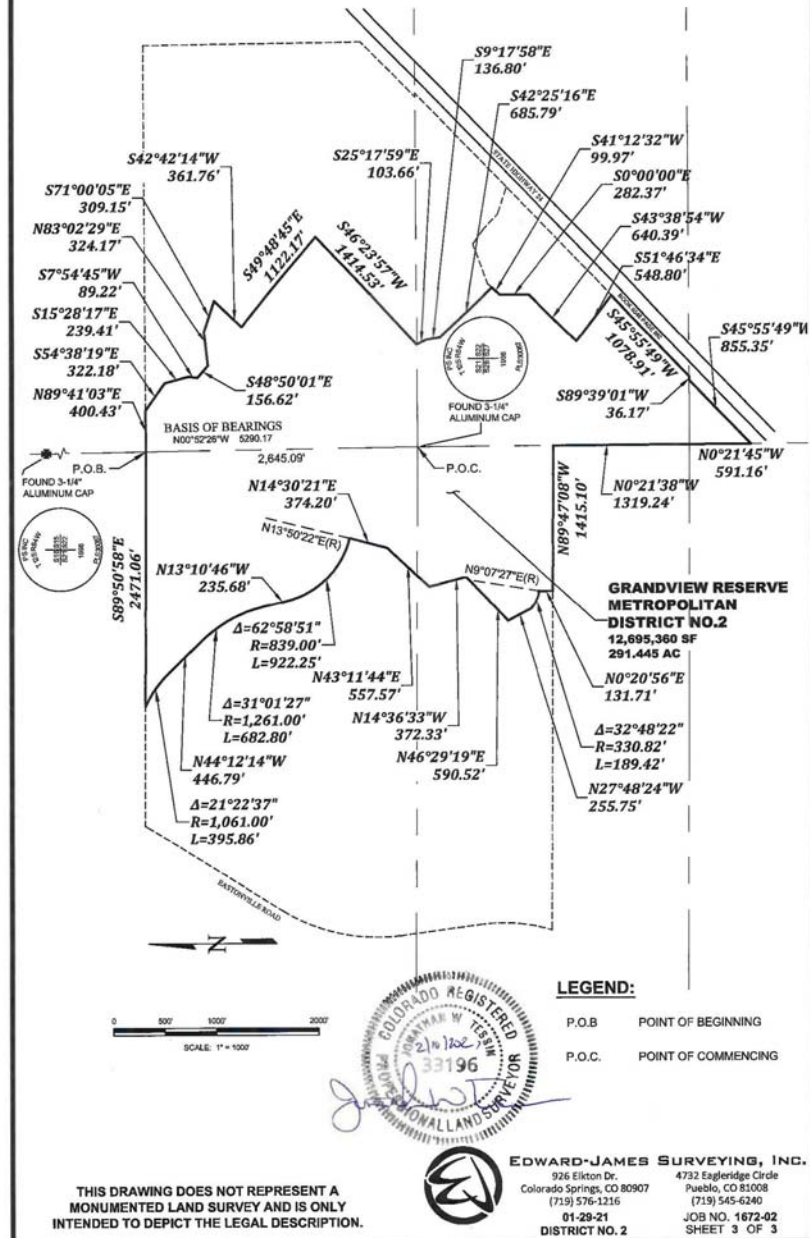 S9°17'58"E
136.80'
S42°25'16"E
685.79'
S41°12'32"W
99.97'
S0°00'00"E
282.37'
S43°38'54"W
640.39'
S51°46'34"E
548.80'
S42°42'14"W
361.76'
S25°17'59"E
103.66'
STATE HIGHWAY 24
S71°00'05"E
309.15'
N83°02'29"E
324.17'
S7°54'45"W
89.22'
S15°28'17"E
239.41'
S54°38'19"E
322.18'
N89°41'03"E
400.43'
S49°48'45"E
1122.17'
S46°23'57"W
1414.53'
S45°55'49"W
1078.91'
S45°55'49"W
855.35'
S89°39'01"W
36.17'
S48°50'01"E
156.62'
1998
FOUND 3-1/4"
ALUMINUM CAP
BASIS OF BEARINGS
N00°52'26"W 5290.17
2,645.09'
P.O.B.
P.O.C.
FOUND 3-1/4"
ALUMINUM CAP
1998
N0°21'45"W
591.16'
N0°21'38"W
1319.24'
N89°47'08"W
1415.10'
N14°30'21"E
374.20'
N13°50'22"E(R)
N9°07'27"E(R)
S89°50'58"E
2471.06'
N13°10'46"W
235.68'
GRANDVIEW RESERVE
METROPOLITAN
DISTRICT NO.2
12,695,360 SF
291.445 AC
Δ=62°58'51"
R=839.00'
L=922.25'
N43°11'44"E
557.57'
N0°20'56"E
131.71'
Δ=31°01'27"
R=1,261.00'
L=682.80'
N14°36'33"W
372.33'
Δ=32°48'22"
R=330.82'
L=189.42'
N44°12'14"W
446.79'
N46°29'19"E
590.52'
N27°48'24"W
255.75'
Δ=21°22'37"
R=1,061.00'
L=395.86'
EASTONVILLE ROAD
N
0 500' 1000' 2000'
SCALE: 1" = 1000'
COLORADO REGISTERED
JONATHAN W TESSIN
33196
PROFESSIONAL LAND SURVEYOR
LEGEND:
P.O.B POINT OF BEGINNING
P.O.C. POINT OF COMMENCING
THIS DRAWING DOES NOT REPRESENT A
MONUMENTED LAND SURVEY AND IS ONLY
INTENDED TO DEPICT THE LEGAL DESCRIPTION.
EDWARD-JAMES SURVEYING, INC.
926 Elkton Dr. 4732 Eagleridge Circle
Colorado Springs, CO 80907 Pueblo, CO 81008
(719) 576-1216 (719) 545-6240
01-29-21 JOB NO. 1672-02
DISTRICT NO. 2 SHEET 3 OF 3